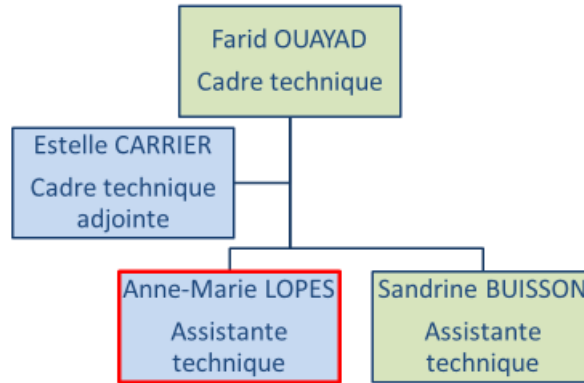 Farid OUAYAD
Cadre technique
Estelle CARRIER
Cadre technique
adjointe
Anne-Marie LOPES
Assistante
technique
Sandrine BUISSON
Assistante
technique